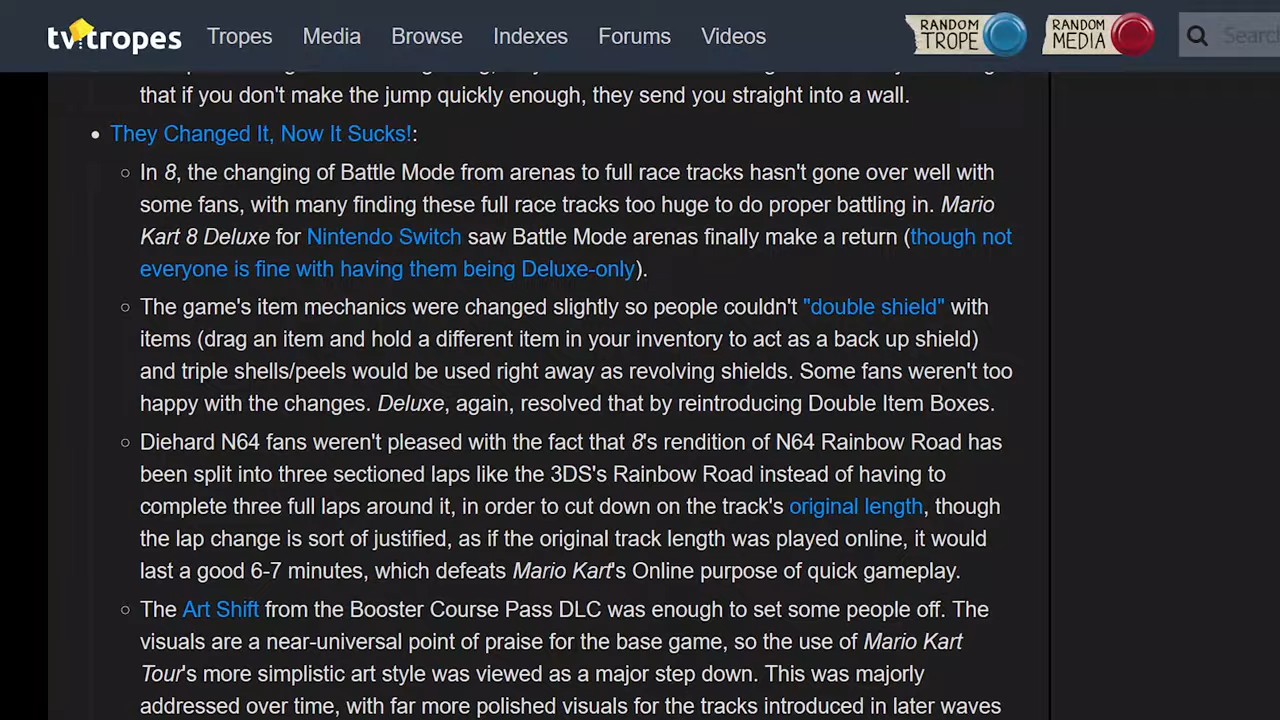 tvtropes Tropes Media Browse Indexes Forums Videos RANDOM TROPE RANDOM MEDIA Search
that if you don't make the jump quickly enough, they send you straight into a wall.
• They Changed It, Now It Sucks!:
○ In 8, the changing of Battle Mode from arenas to full race tracks hasn't gone over well with
some fans, with many finding these full race tracks too huge to do proper battling in. Mario
Kart 8 Deluxe for Nintendo Switch saw Battle Mode arenas finally make a return (though not
everyone is fine with having them being Deluxe-only).
○ The game's item mechanics were changed slightly so people couldn't "double shield" with
items (drag an item and hold a different item in your inventory to act as a back up shield)
and triple shells/peels would be used right away as revolving shields. Some fans weren't too
happy with the changes. Deluxe, again, resolved that by reintroducing Double Item Boxes.
○ Diehard N64 fans weren't pleased with the fact that 8's rendition of N64 Rainbow Road has
been split into three sectioned laps like the 3DS's Rainbow Road instead of having to
complete three full laps around it, in order to cut down on the track's original length, though
the lap change is sort of justified, as if the original track length was played online, it would
last a good 6-7 minutes, which defeats Mario Kart's Online purpose of quick gameplay.
○ The Art Shift from the Booster Course Pass DLC was enough to set some people off. The
visuals are a near-universal point of praise for the base game, so the use of Mario Kart
Tour's more simplistic art style was viewed as a major step down. This was majorly
addressed over time, with far more polished visuals for the tracks introduced in later waves